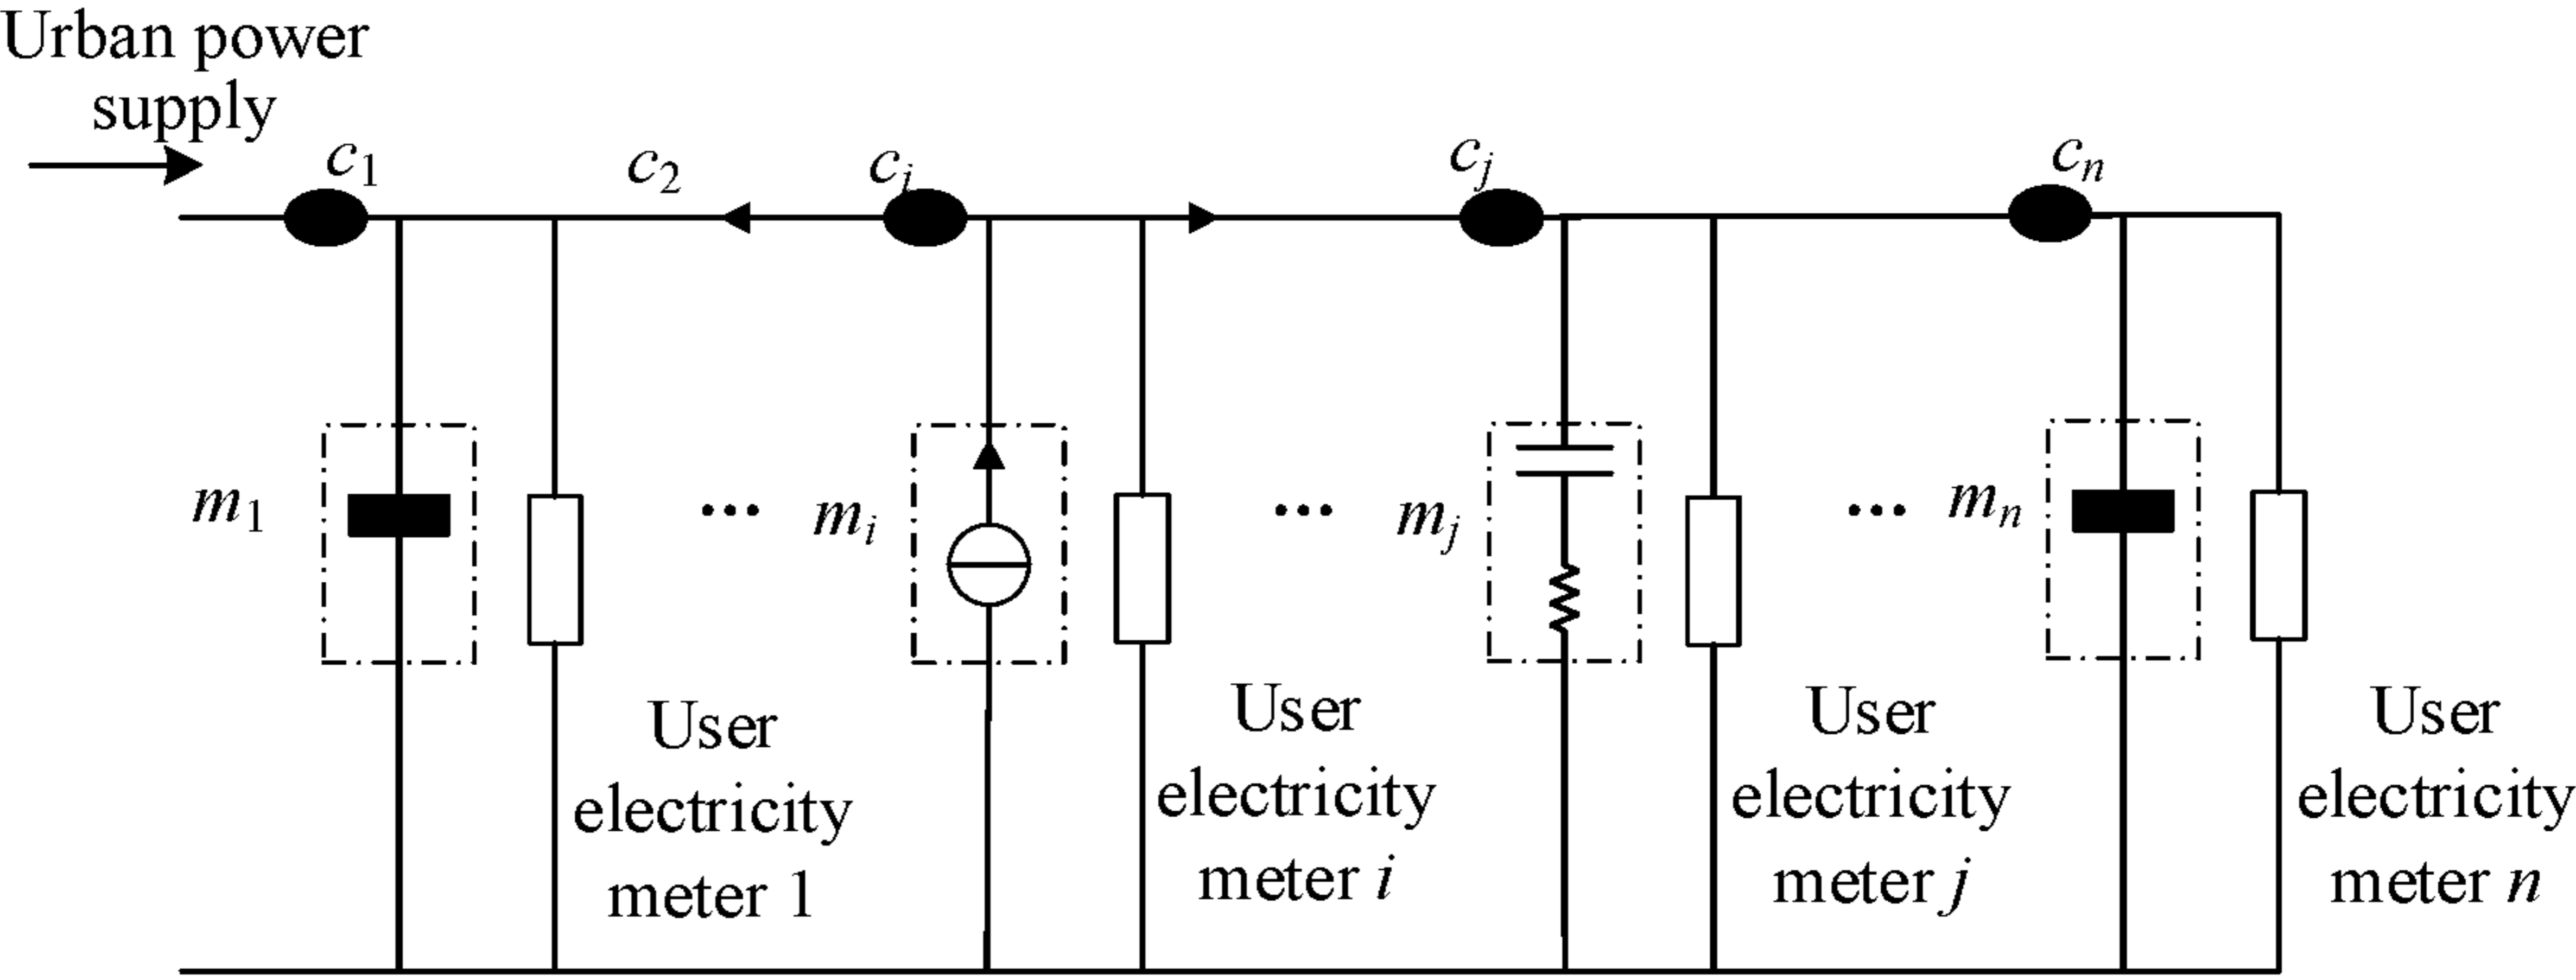 Urban power
supply
c1 c2 ci cj cn
m1 ... mi ... mj ... mn
User
electricity
meter 1
User
electricity
meter i
User
electricity
meter j
User
electricity
meter n